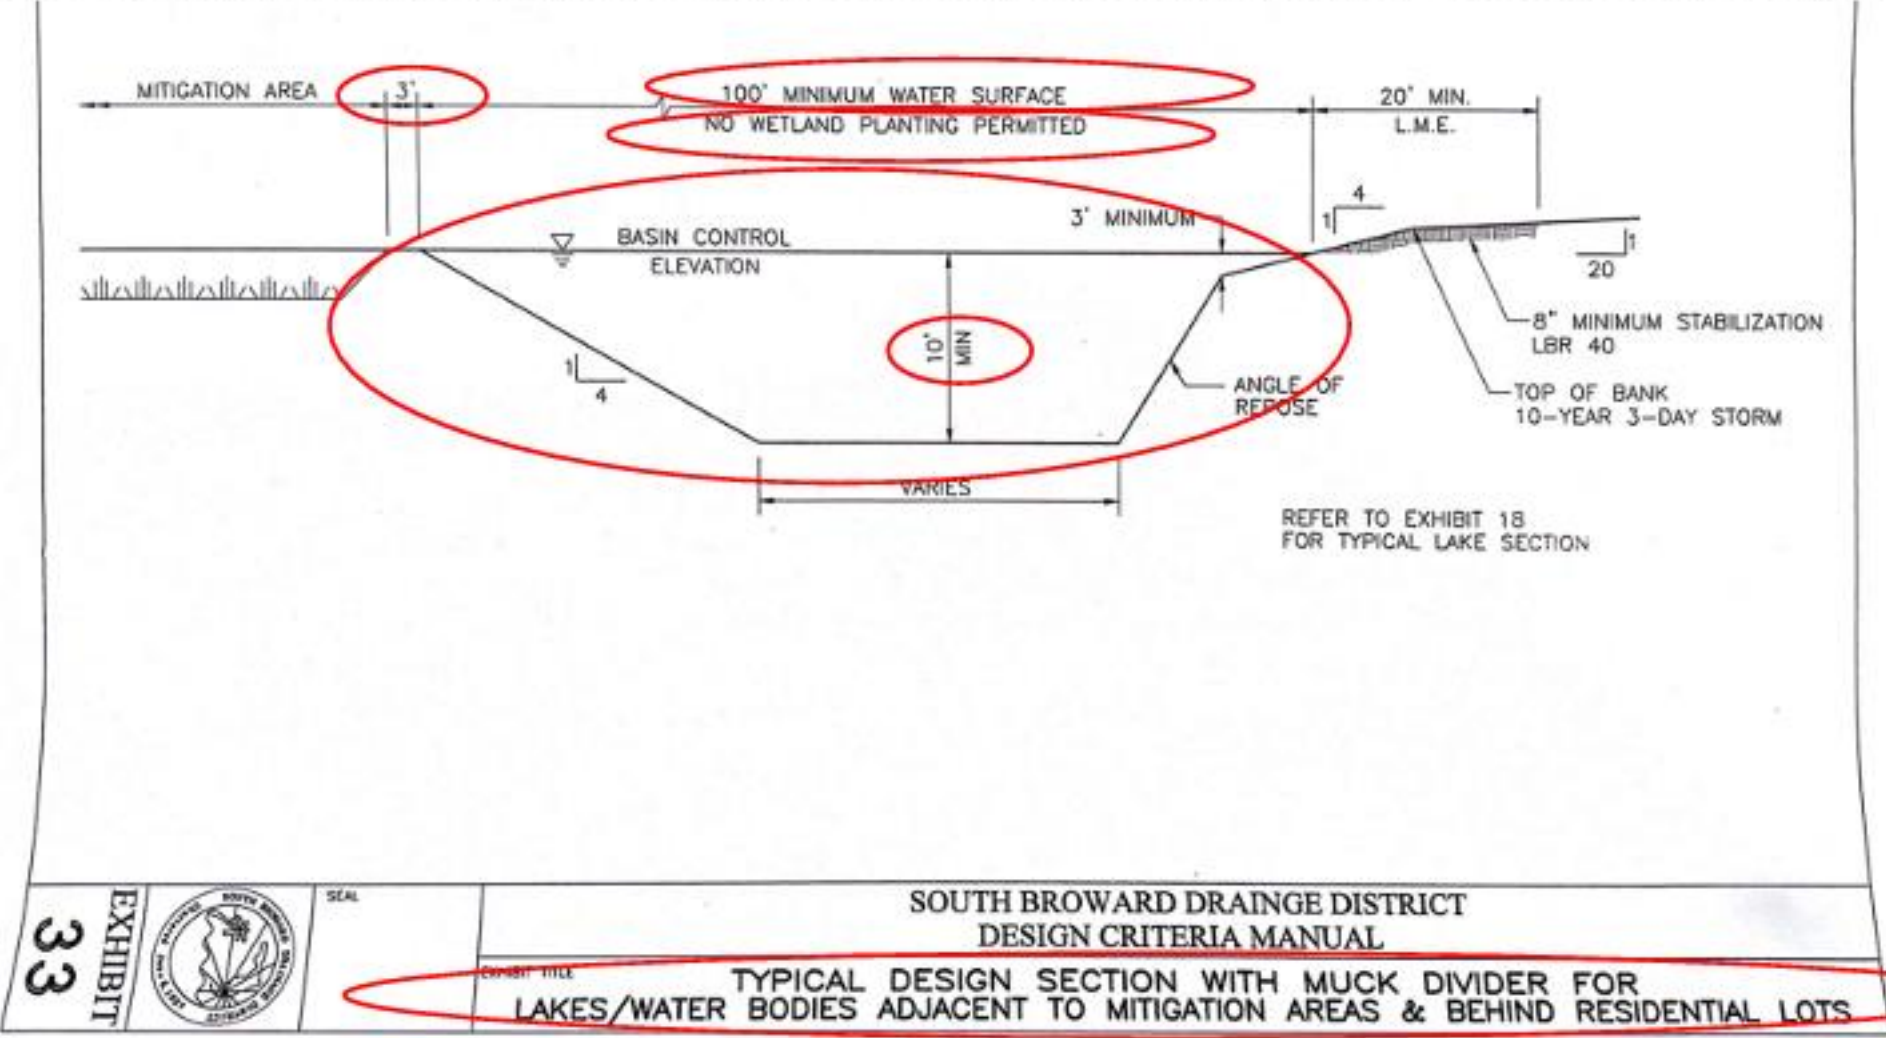 MITIGATION AREA
3'
100' MINIMUM WATER SURFACE
NO WETLAND PLANTING PERMITTED
20' MIN.
L.M.E.
BASIN CONTROL
ELEVATION
3' MINIMUM
4
1
1
20
1
4
10'
MIN
ANGLE OF
REPOSE
8" MINIMUM STABILIZATION
LBR 40
TOP OF BANK
10-YEAR 3-DAY STORM
VARIES
REFER TO EXHIBIT 18
FOR TYPICAL LAKE SECTION
EXHIBIT
33
SEAL
SOUTH BROWARD DRAINGE DISTRICT
DESIGN CRITERIA MANUAL
EXHIBIT TITLE
TYPICAL DESIGN SECTION WITH MUCK DIVIDER FOR
LAKES/WATER BODIES ADJACENT TO MITIGATION AREAS & BEHIND RESIDENTIAL LOTS